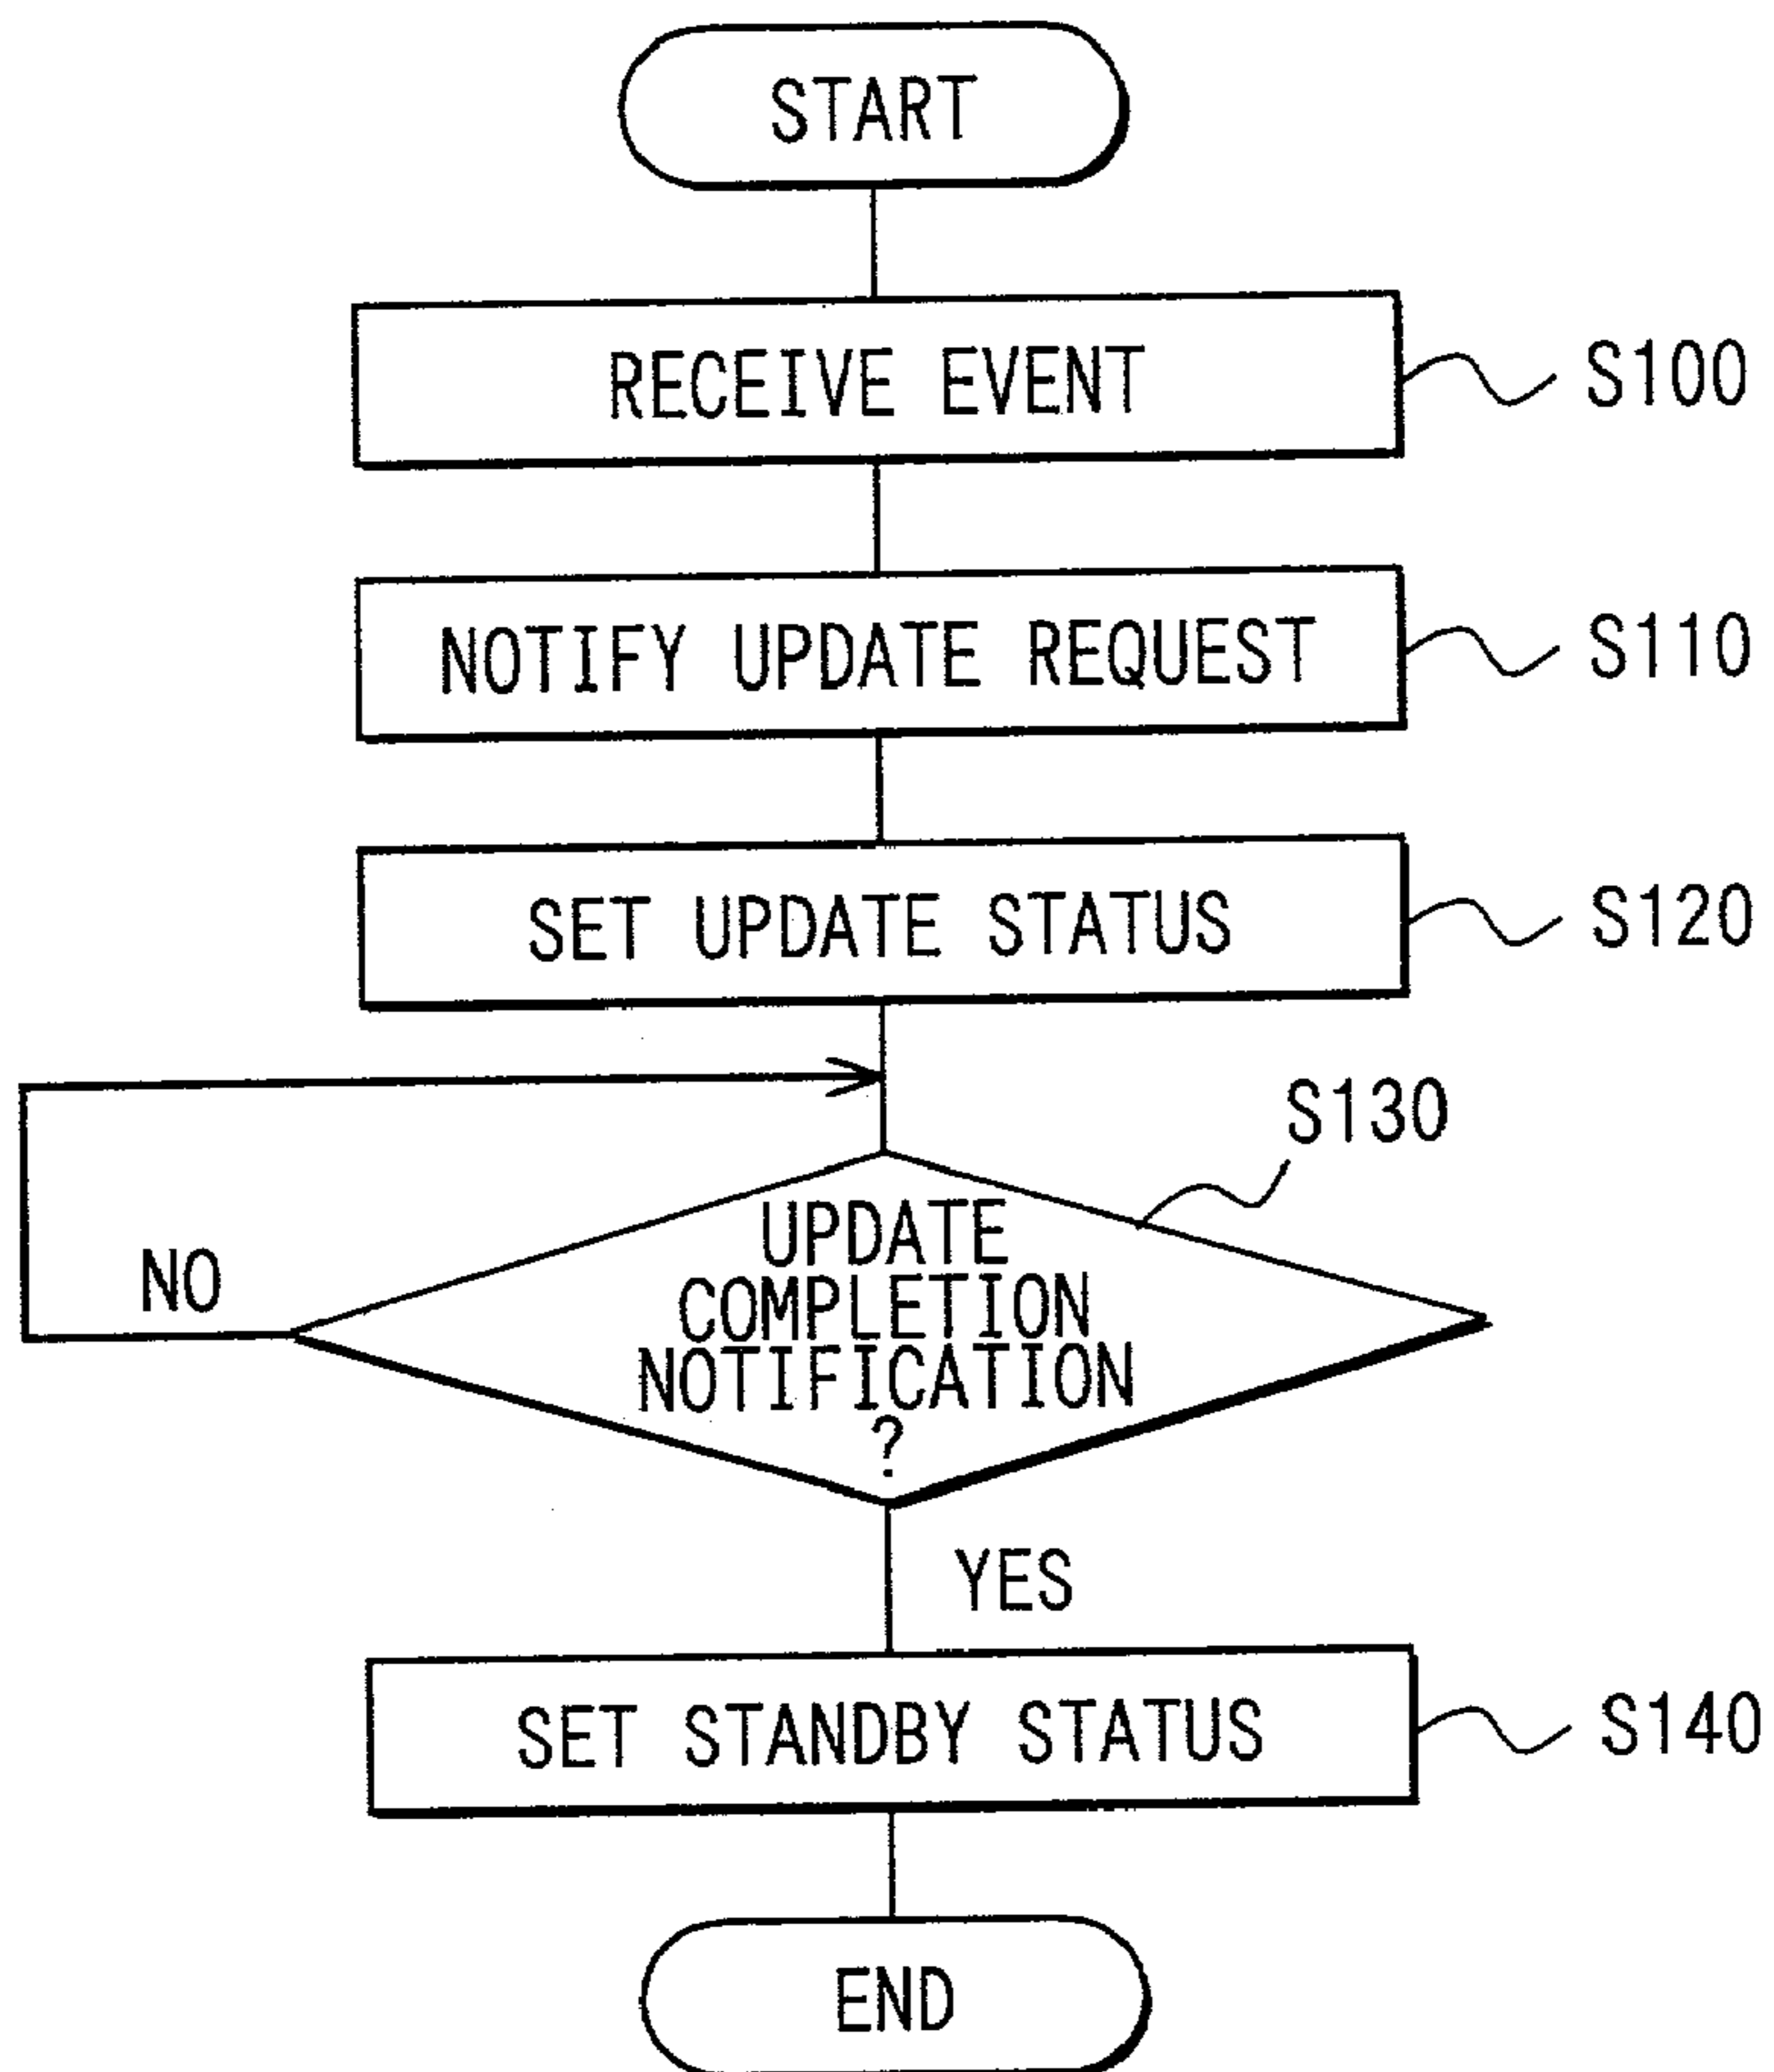 START
RECEIVE EVENT
S100
NOTIFY UPDATE REQUEST
S110
SET UPDATE STATUS
S120
S130
UPDATE
COMPLETION
NOTIFICATION
?
NO
YES
SET STANDBY STATUS
S140
END